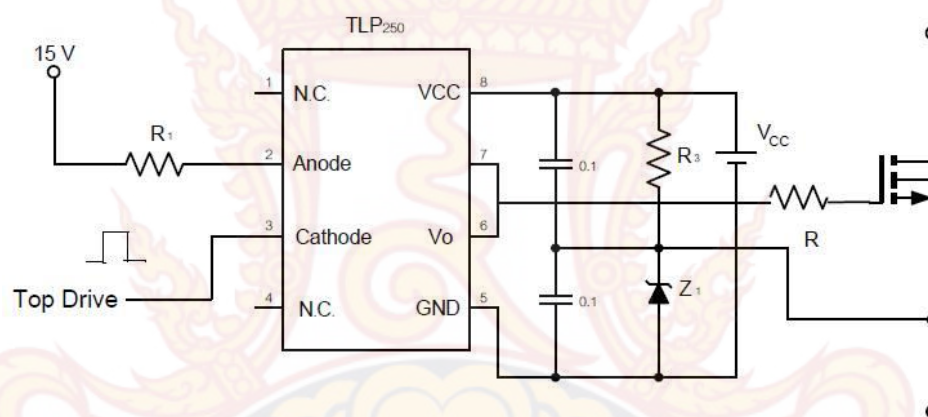 TLP250
15 V
R1
1 N.C.
2 Anode
3 Cathode
4 N.C.
Top Drive
VCC 8
7
Vo 6
GND 5
0.1
0.1
R3
Z1
VCC
R